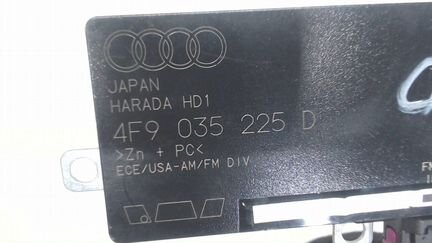 JAPAN
HARADA HD1
4F9 035 225 D
>Zn + PC<
ECE/USA-AM/FM DIV